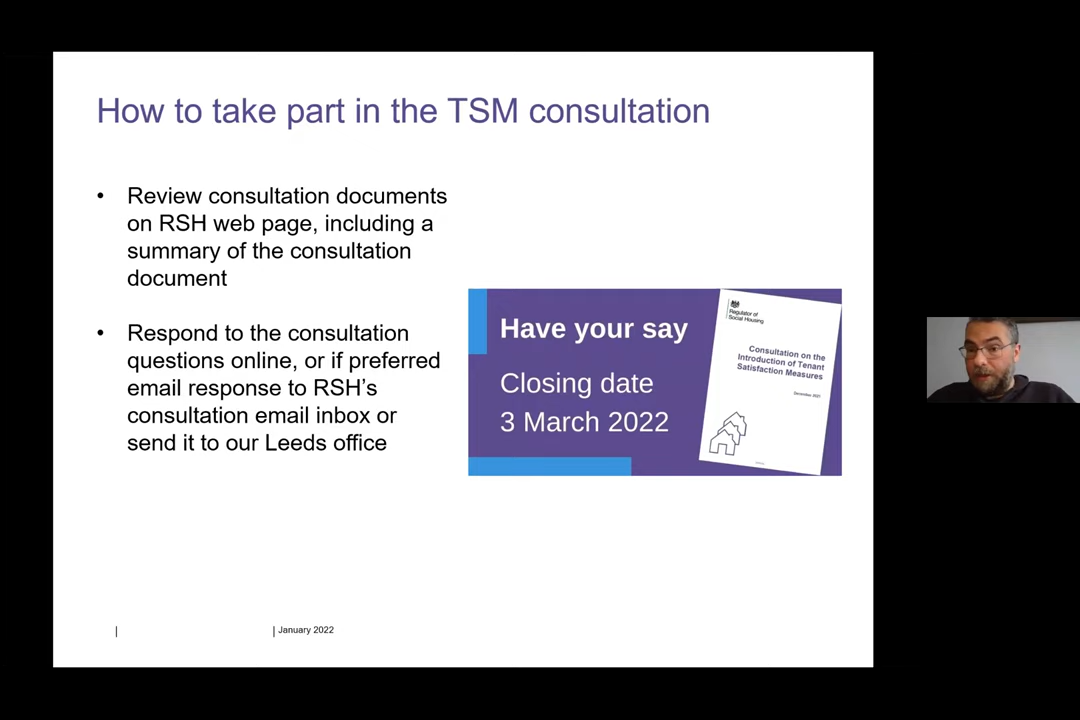 How to take part in the TSM consultation
• Review consultation documents
on RSH web page, including a
summary of the consultation
document
• Respond to the consultation
questions online, or if preferred
email response to RSH’s
consultation email inbox or
send it to our Leeds office
Have your say
Closing date
3 March 2022
Regulator of
Social Housing
Consultation on the
Introduction of Tenant
Satisfaction Measures
December 2021
| | January 2022